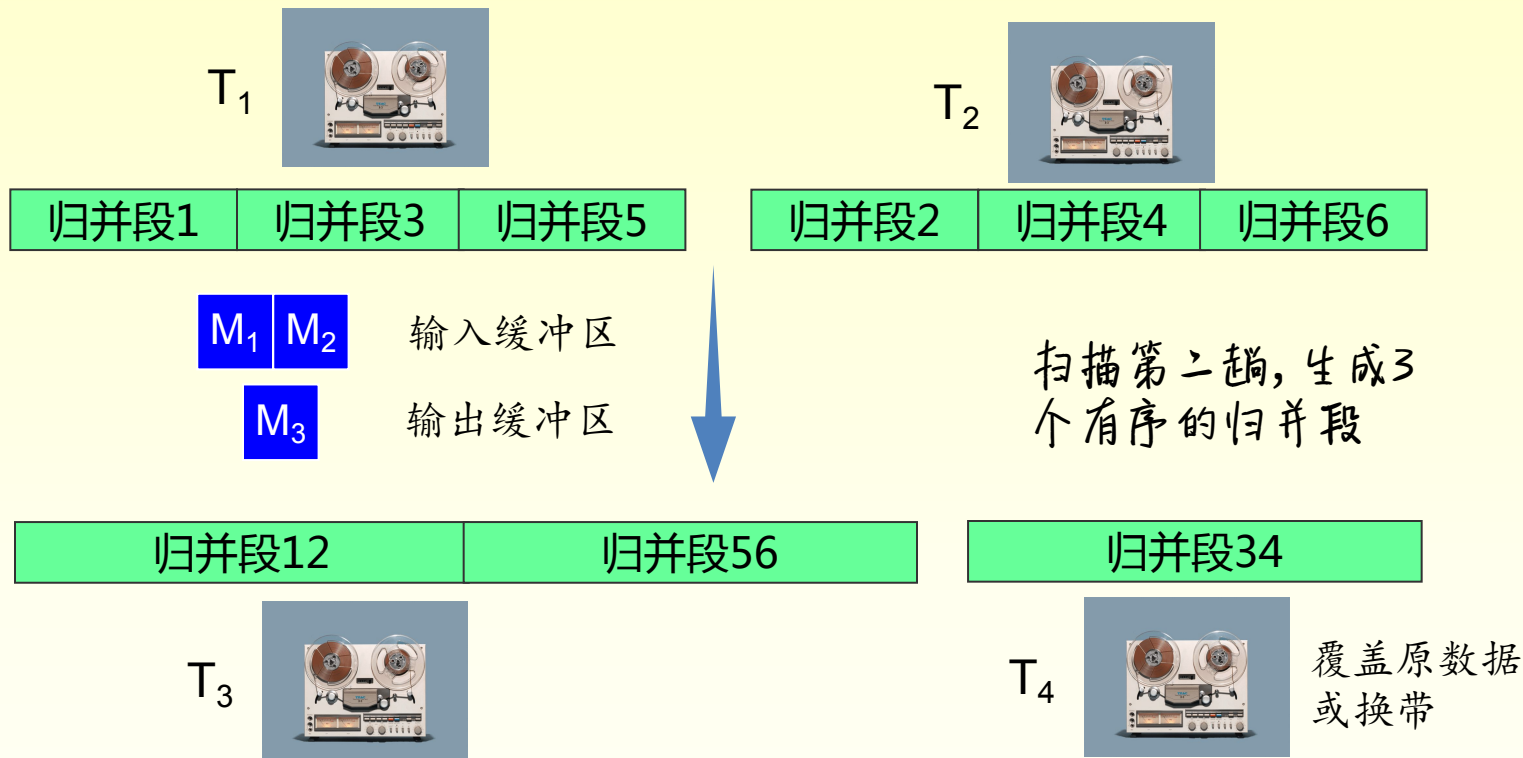 T₁
T₂
归并段1 归并段3 归并段5
归并段2 归并段4 归并段6
M₁ M₂ 输入缓冲区
M₃ 输出缓冲区
扫描第二趟,生成3
个有序的归并段
归并段12 归并段56
归并段34
T₃
T₄
覆盖原数据
或换带